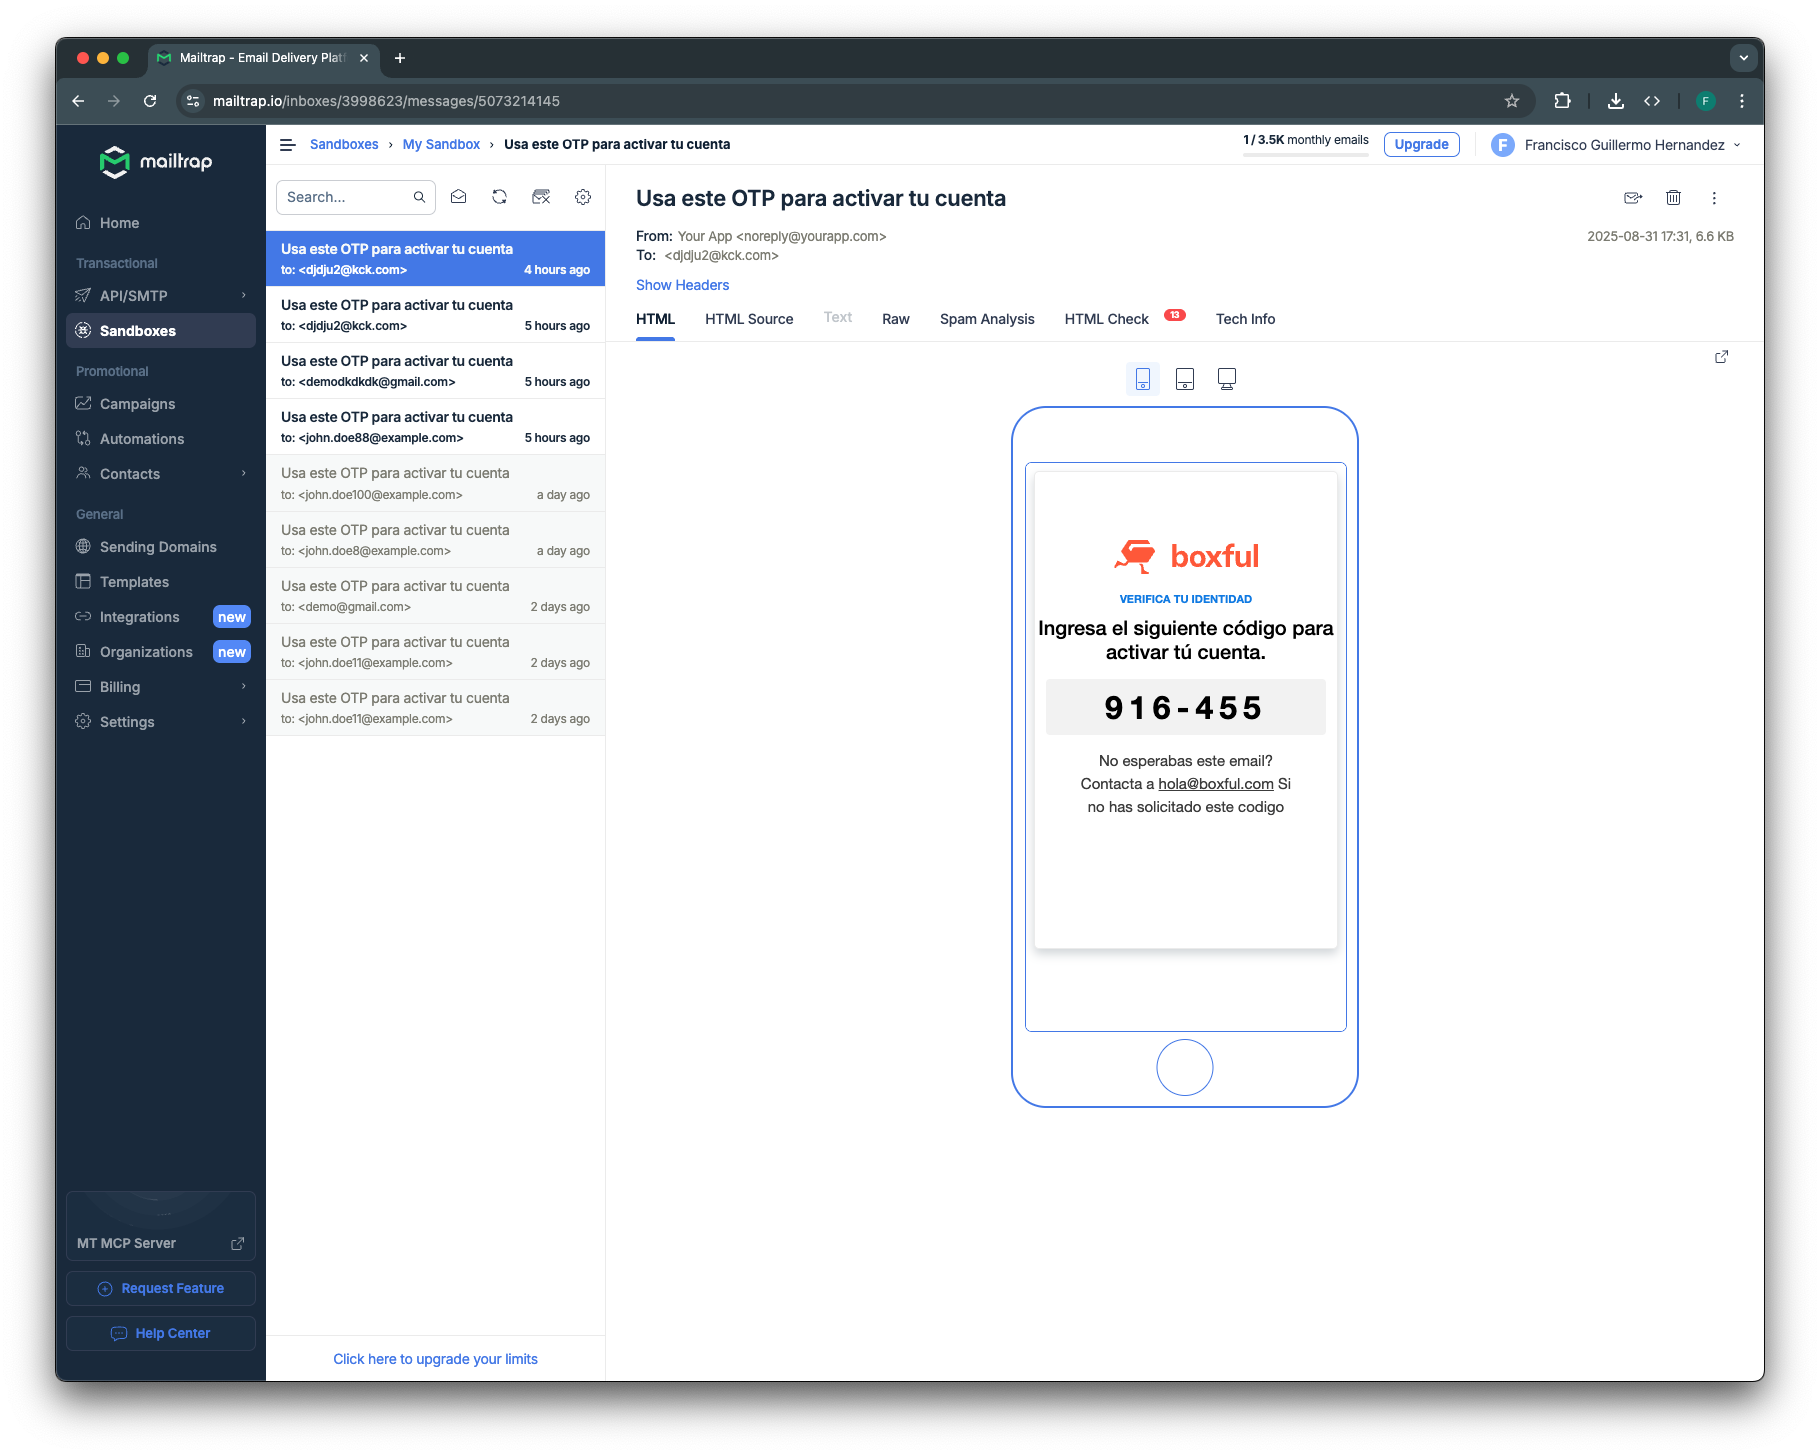 Mailtrap - Email Delivery Platf
mailtrap.io/inboxes/3998623/messages/5073214145
F
mailtrap
Home
Transactional
API/SMTP
Sandboxes
Promotional
Campaigns
Automations
Contacts
General
Sending Domains
Templates
Integrations new
Organizations new
Billing
Settings
MT MCP Server
Request Feature
Help Center
Sandboxes › My Sandbox › Usa este OTP para activar tu cuenta
1 / 3.5K monthly emails
Upgrade
F Francisco Guillermo Hernandez
Search...
Usa este OTP para activar tu cuenta
to: <djdju2@kck.com> 4 hours ago
Usa este OTP para activar tu cuenta
to: <djdju2@kck.com> 5 hours ago
Usa este OTP para activar tu cuenta
to: <demodkdkdk@gmail.com> 5 hours ago
Usa este OTP para activar tu cuenta
to: <john.doe88@example.com> 5 hours ago
Usa este OTP para activar tu cuenta
to: <john.doe100@example.com> a day ago
Usa este OTP para activar tu cuenta
to: <john.doe8@example.com> a day ago
Usa este OTP para activar tu cuenta
to: <demo@gmail.com> 2 days ago
Usa este OTP para activar tu cuenta
to: <john.doe11@example.com> 2 days ago
Usa este OTP para activar tu cuenta
to: <john.doe11@example.com> 2 days ago
Click here to upgrade your limits
Usa este OTP para activar tu cuenta
From: Your App <noreply@yourapp.com>
2025-08-31 17:31, 6.6 KB
To: <djdju2@kck.com>
Show Headers
HTML HTML Source Text Raw Spam Analysis HTML Check 13 Tech Info
boxful
VERIFICA TU IDENTIDAD
Ingresa el siguiente código para
activar tú cuenta.
916-455
No esperabas este email?
Contacta a hola@boxful.com Si
no has solicitado este codigo